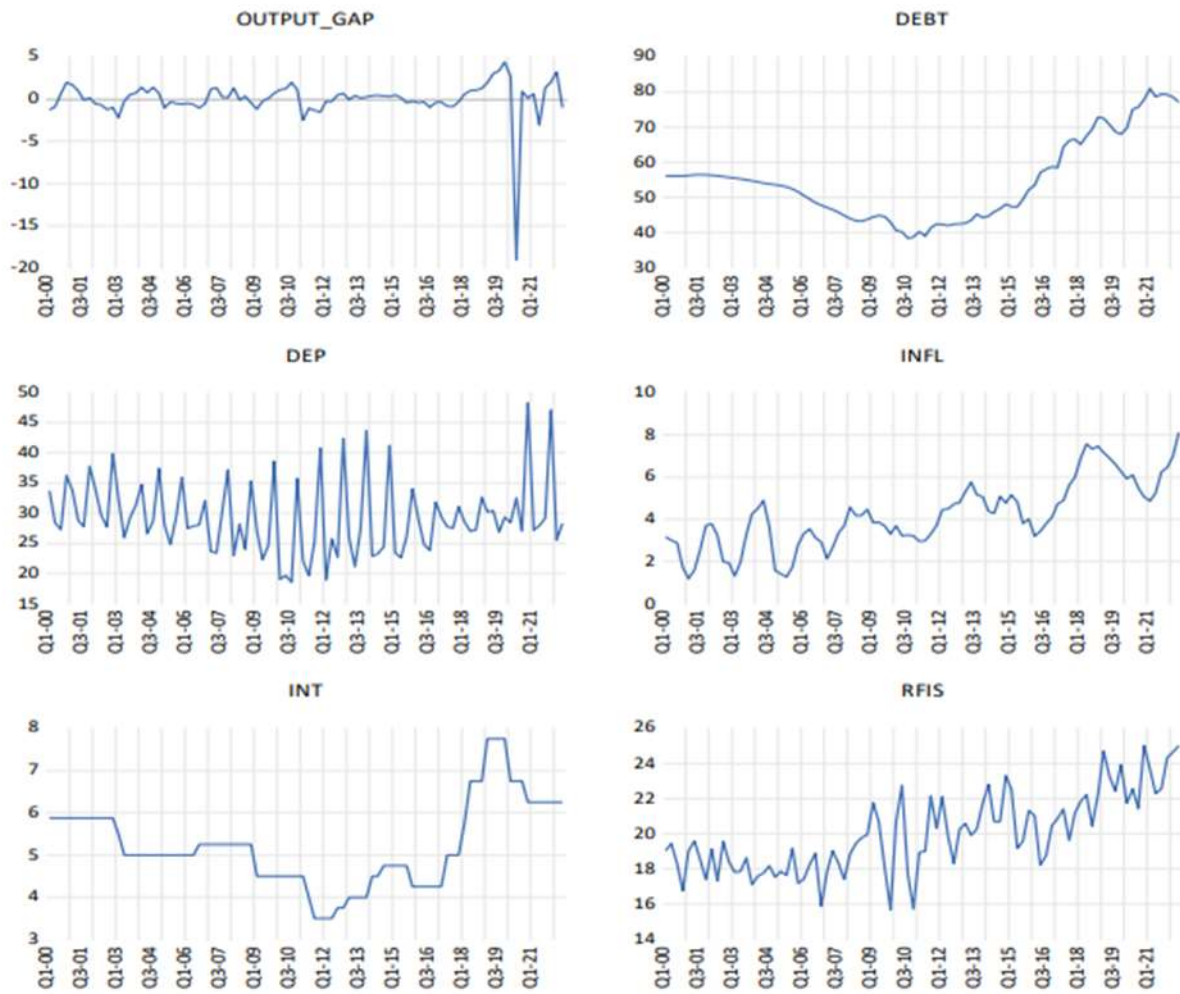 OUTPUT_GAP
5
0
-5
-10
-15
-20
Q1-00
Q3-01
Q1-03
Q3-04
Q1-06
Q3-07
Q1-09
Q3-10
Q1-12
Q3-13
Q1-15
Q3-16
Q1-18
Q3-19
Q1-21
DEBT
90
80
70
60
50
40
30
Q1-00
Q3-01
Q1-03
Q3-04
Q1-06
Q3-07
Q1-09
Q3-10
Q1-12
Q3-13
Q1-15
Q3-16
Q1-18
Q3-19
Q1-21
DEP
50
45
40
35
30
25
20
15
Q1-00
Q3-01
Q1-03
Q3-04
Q1-06
Q3-07
Q1-09
Q3-10
Q1-12
Q3-13
Q1-15
Q3-16
Q1-18
Q3-19
Q1-21
INFL
10
8
6
4
2
0
Q1-00
Q3-01
Q1-03
Q3-04
Q1-06
Q3-07
Q1-09
Q3-10
Q1-12
Q3-13
Q1-15
Q3-16
Q1-18
Q3-19
Q1-21
INT
8
7
6
5
4
3
Q1-00
Q3-01
Q1-03
Q3-04
Q1-06
Q3-07
Q1-09
Q3-10
Q1-12
Q3-13
Q1-15
Q3-16
Q1-18
Q3-19
Q1-21
RFIS
26
24
22
20
18
16
14
Q1-00
Q3-01
Q1-03
Q3-04
Q1-06
Q3-07
Q1-09
Q3-10
Q1-12
Q3-13
Q1-15
Q3-16
Q1-18
Q3-19
Q1-21